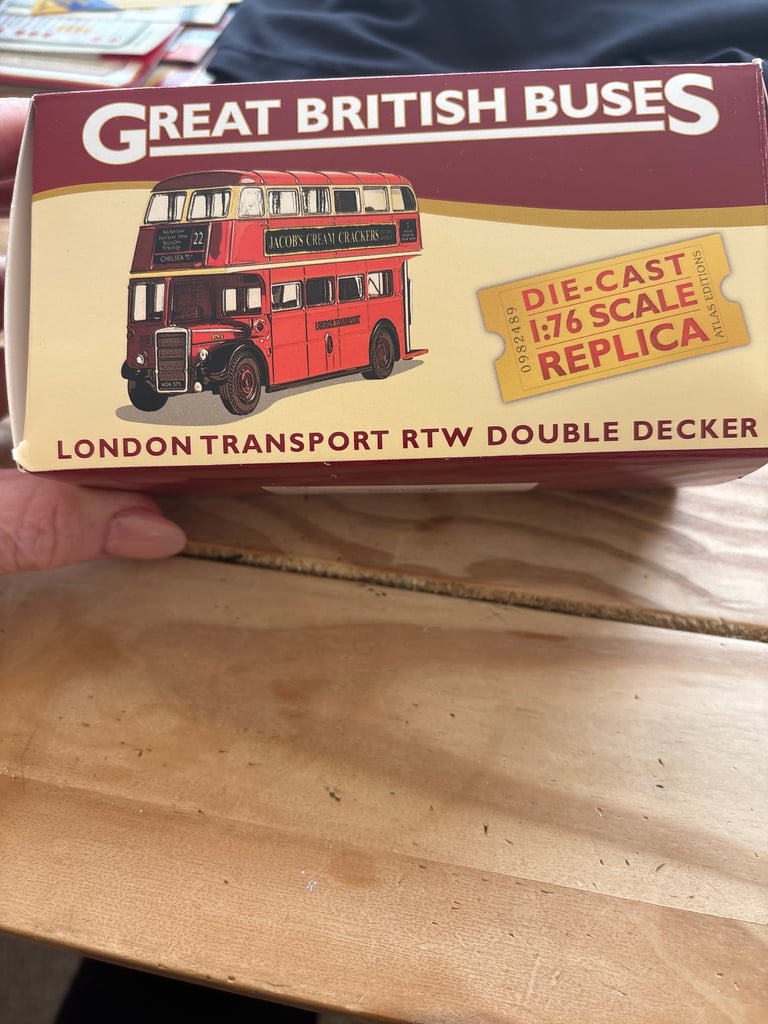 GREAT BRITISH BUSES
22
CHELSEA
JACOB'S CREAM CRACKERS
DIE-CAST
1:76 SCALE
REPLICA
0982489
ATLAS EDITIONS
LONDON TRANSPORT RTW DOUBLE DECKER